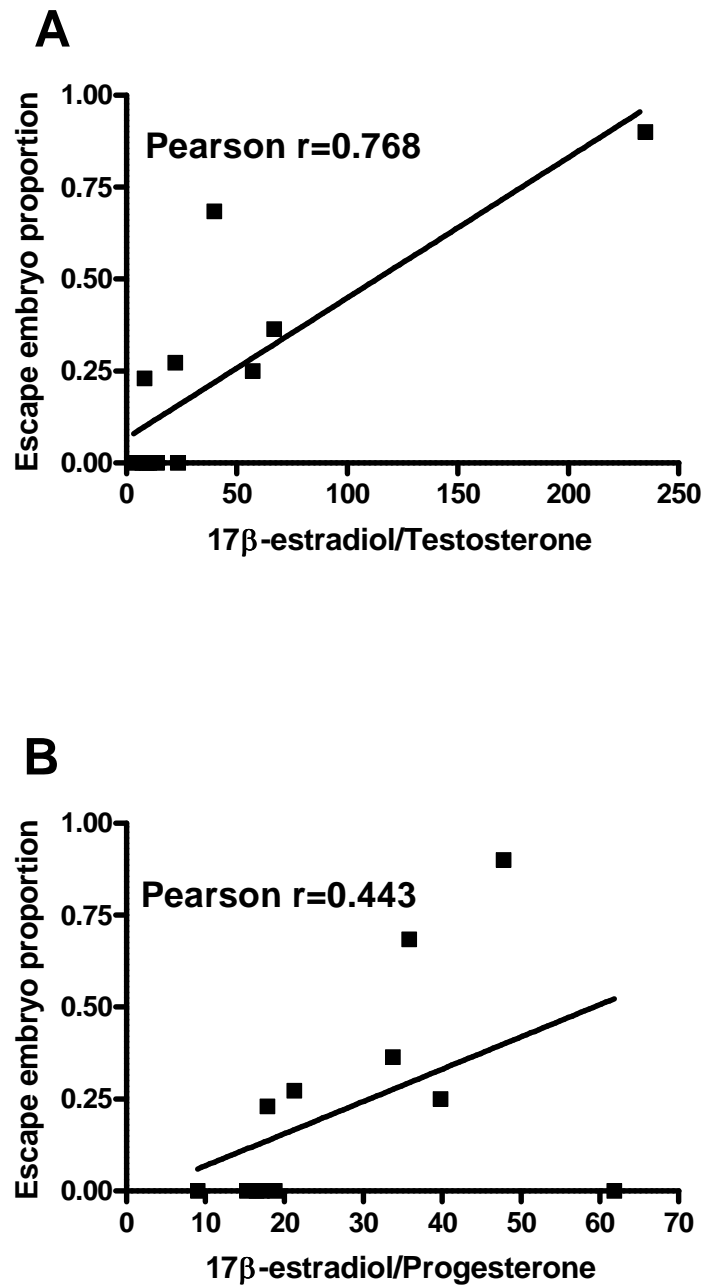 A
Escape embryo proportion
1.00
0.75
0.50
0.25
0.00
Pearson r=0.768
0 50 100 150 200 250
17β-estradiol/Testosterone
B
Escape embryo proportion
1.00
0.75
0.50
0.25
0.00
Pearson r=0.443
0 10 20 30 40 50 60 70
17β-estradiol/Progesterone